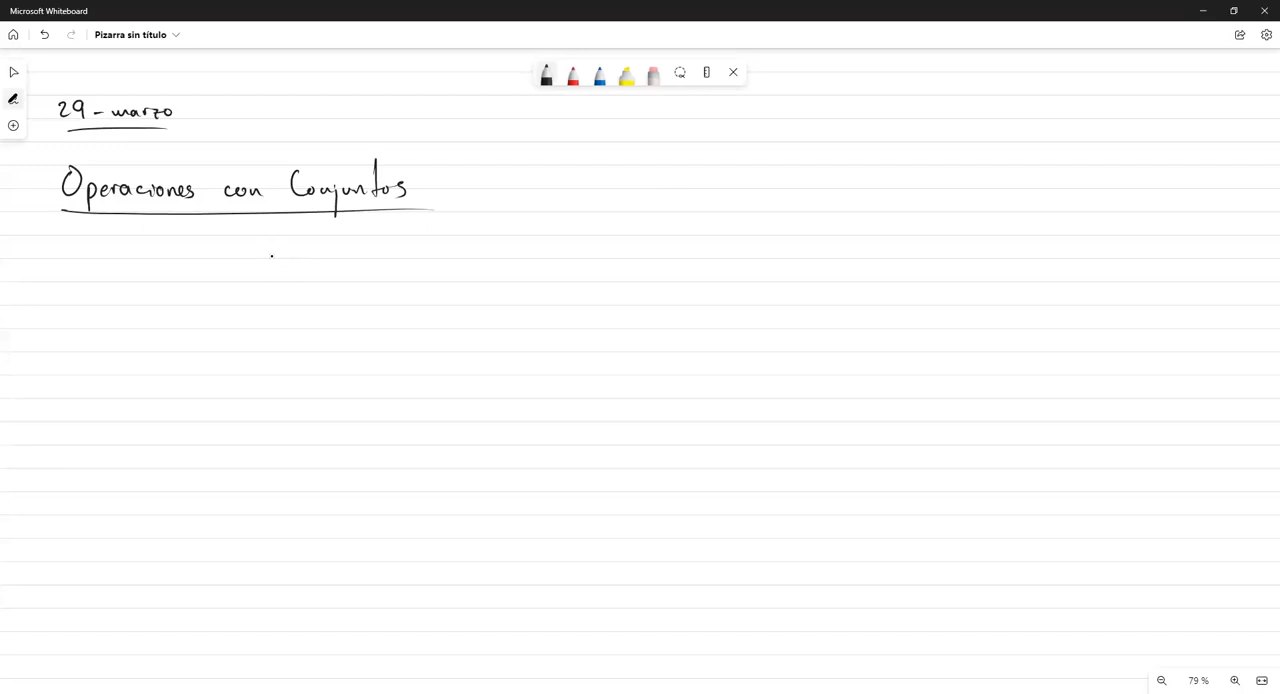 Microsoft Whiteboard
Pizarra sin título
29 - marzo
Operaciones con Conjuntos
79 %